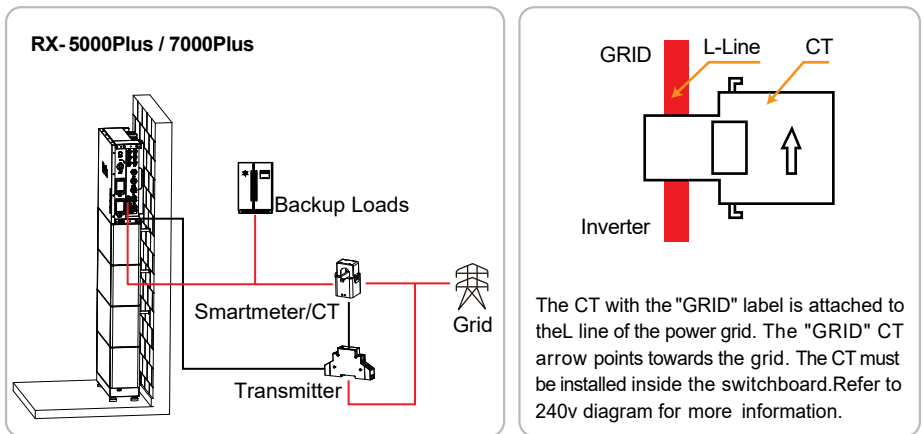 RX- 5000Plus / 7000Plus
Backup Loads
Smartmeter/CT
Grid
Transmitter
GRID
L-Line
CT
Inverter
The CT with the "GRID" label is attached to
theL line of the power grid. The "GRID" CT
arrow points towards the grid. The CT must
be installed inside the switchboard.Refer to
240v diagram for more information.